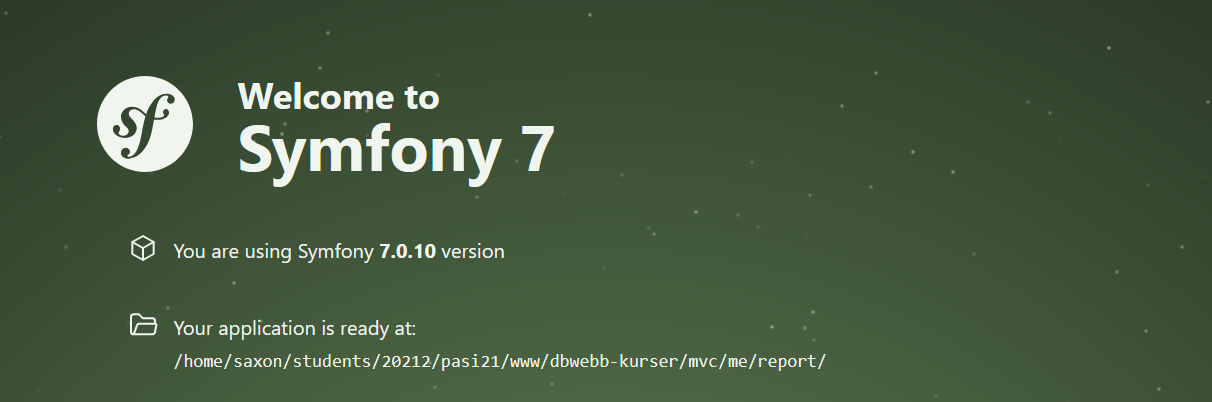 sf
Welcome to
Symfony 7
You are using Symfony 7.0.10 version
Your application is ready at:
/home/saxon/students/20212/pasi21/www/dbwebb-kurser/mvc/me/report/